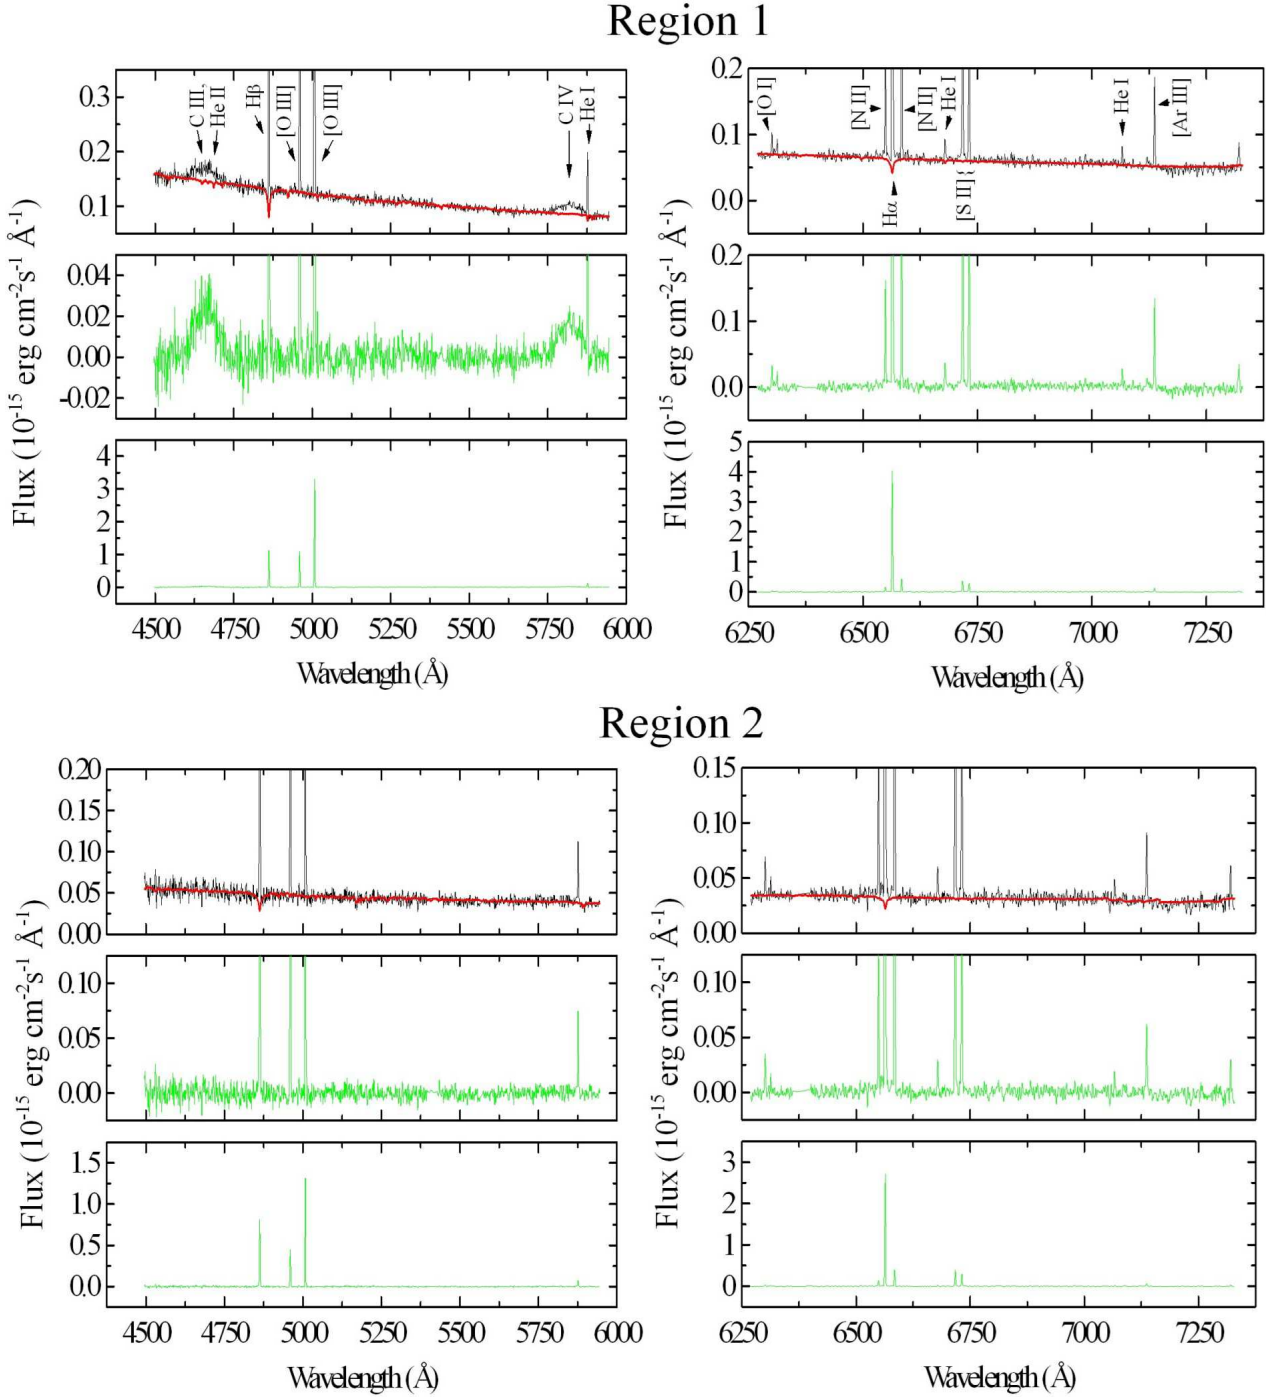 Region 1
Flux (10⁻¹⁵ erg cm⁻²s⁻¹ Å⁻¹)
0.3
0.2
0.1
C III,
He II
Hβ
[O III]
[O III]
C IV
He I
0.04
0.02
0.00
-0.02
4
3
2
1
0
4500 4750 5000 5250 5500 5750 6000
Wavelength (Å)
Flux (10⁻¹⁵ erg cm⁻²s⁻¹ Å⁻¹)
0.2
0.1
0.0
[O I]
[N II]
Hα
[N II]
He I
[S II]{
He I
[Ar III]
0.2
0.1
0.0
5
4
3
2
1
0
6250 6500 6750 7000 7250
Wavelength (Å)
Region 2
Flux (10⁻¹⁵ erg cm⁻²s⁻¹ Å⁻¹)
0.20
0.15
0.10
0.05
0.00
0.10
0.05
0.00
1.5
1.0
0.5
0.0
4500 4750 5000 5250 5500 5750 6000
Wavelength (Å)
Flux (10⁻¹⁵ erg cm⁻²s⁻¹ Å⁻¹)
0.15
0.10
0.05
0.00
0.10
0.05
0.00
3
2
1
0
6250 6500 6750 7000 7250
Wavelength (Å)